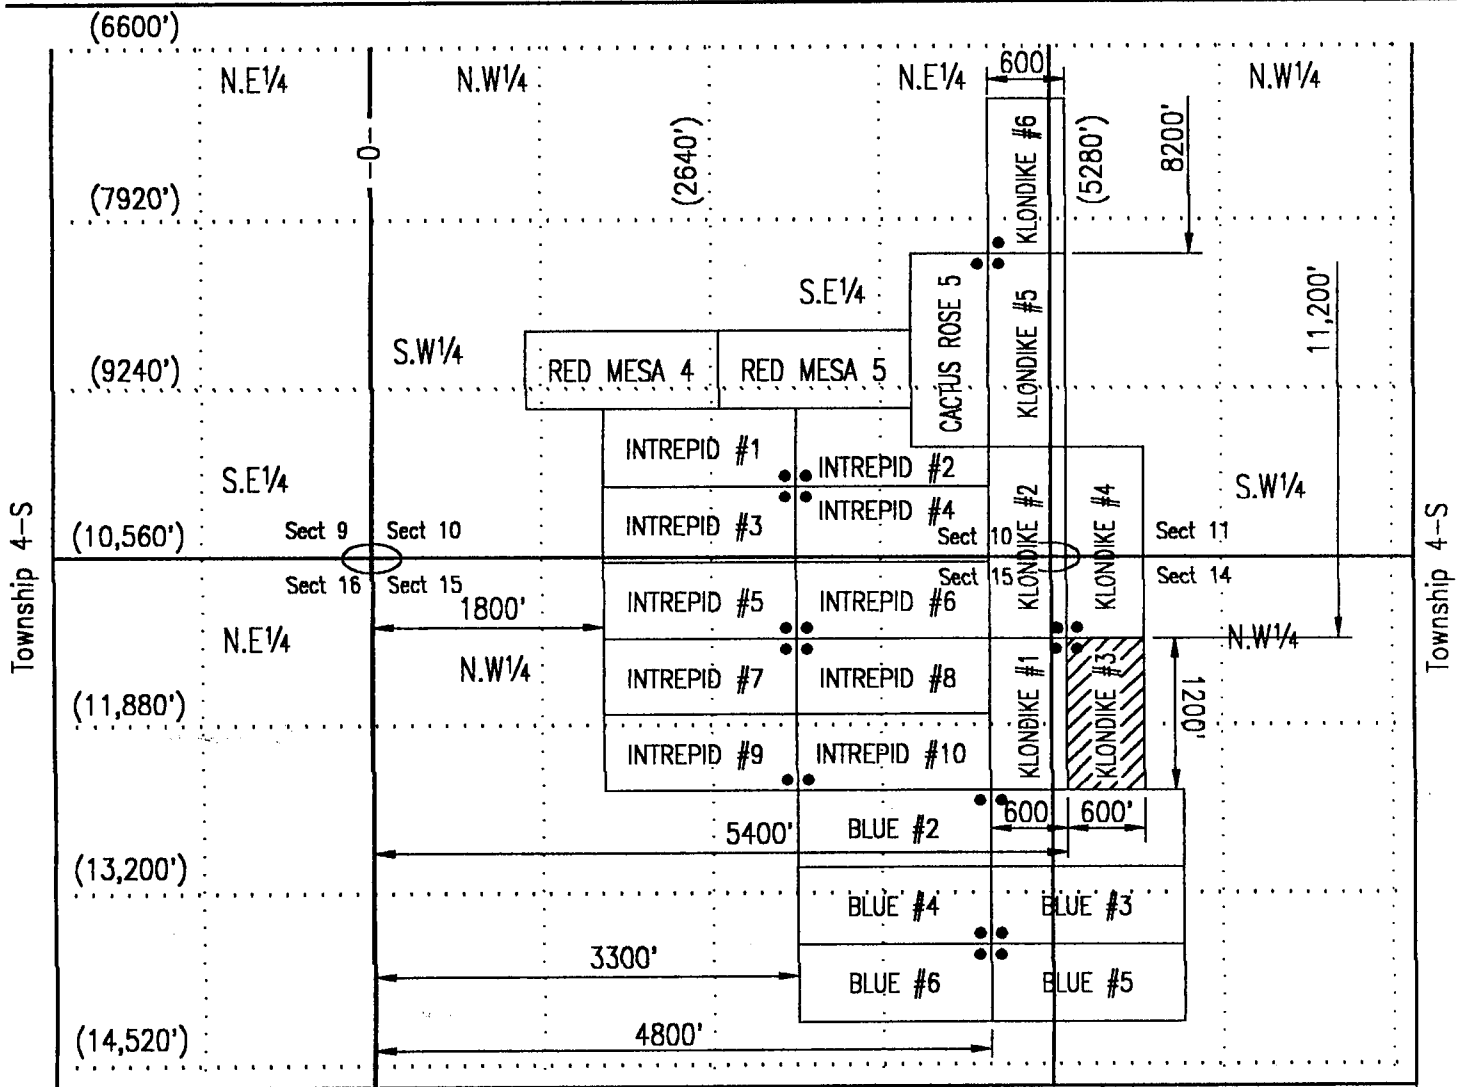 (6600')
N.E¼
N.W¼
N.E¼
600
N.W¼
-0-
(2640')
KLONDIKE #6
(5280')
8200'
(7920')
S.E¼
CACTUS ROSE 5
KLONDIKE #5
11,200'
S.W¼
(9240')
RED MESA 4
RED MESA 5
INTREPID #1
INTREPID #2
S.E¼
KLONDIKE #2
KLONDIKE #4
S.W¼
Township 4-S
(10,560')
Sect 9
Sect 10
INTREPID #3
INTREPID #4
Sect 10
Sect 11
Township 4-S
Sect 16
Sect 15
Sect 15
Sect 14
1800'
INTREPID #5
INTREPID #6
N.E¼
N.W¼
N.W¼
INTREPID #7
INTREPID #8
KLONDIKE #1
KLONDIKE #3
1200'
(11,880')
INTREPID #9
INTREPID #10
5400'
BLUE #2
600
600'
(13,200')
BLUE #4
BLUE #3
3300'
BLUE #6
BLUE #5
(14,520')
4800'